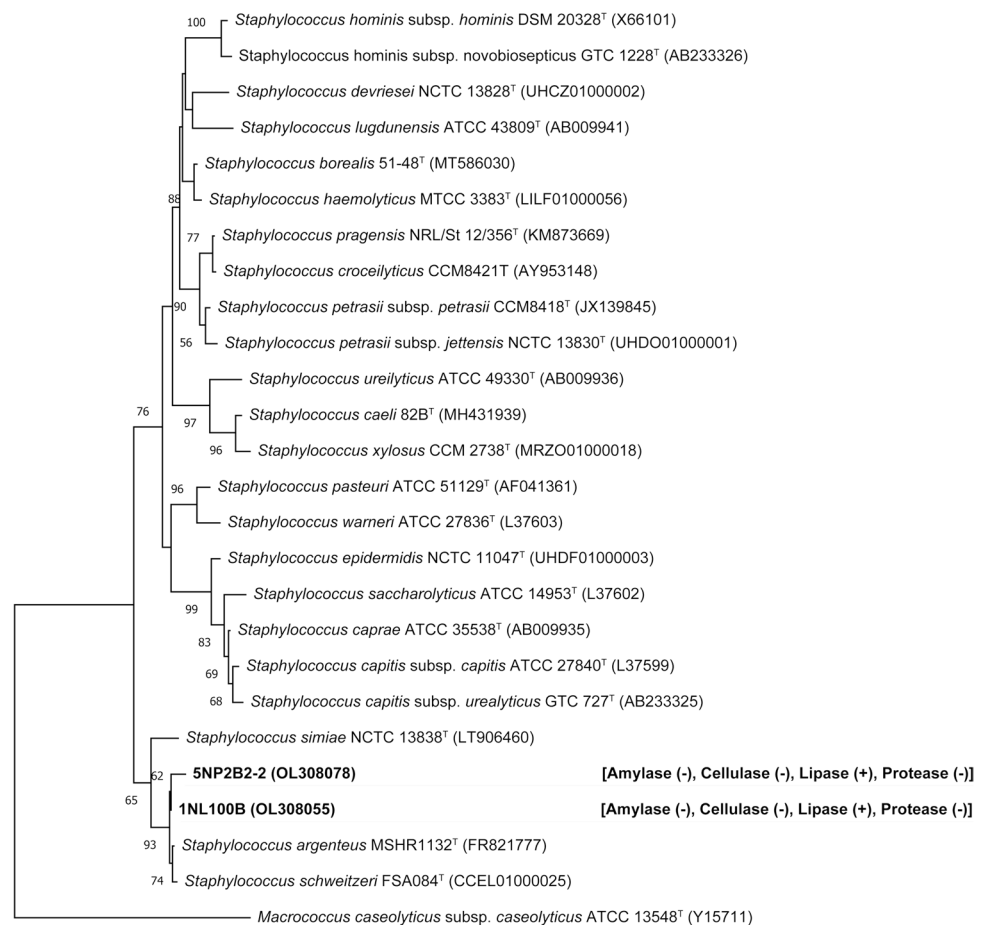 100
Staphylococcus hominis subsp. hominis DSM 20328ᵀ (X66101)
Staphylococcus hominis subsp. novobiosepticus GTC 1228ᵀ (AB233326)
Staphylococcus devriesei NCTC 13828ᵀ (UHCZ01000002)
Staphylococcus lugdunensis ATCC 43809ᵀ (AB009941)
Staphylococcus borealis 51-48ᵀ (MT586030)
88
Staphylococcus haemolyticus MTCC 3383ᵀ (LILF01000056)
77
Staphylococcus pragensis NRL/St 12/356ᵀ (KM873669)
Staphylococcus croceilyticus CCM8421T (AY953148)
90
Staphylococcus petrasii subsp. petrasii CCM8418ᵀ (JX139845)
56
Staphylococcus petrasii subsp. jettensis NCTC 13830ᵀ (UHDO01000001)
Staphylococcus ureilyticus ATCC 49330ᵀ (AB009936)
76
97
Staphylococcus caeli 82Bᵀ (MH431939)
96
Staphylococcus xylosus CCM 2738ᵀ (MRZO01000018)
96
Staphylococcus pasteuri ATCC 51129ᵀ (AF041361)
Staphylococcus warneri ATCC 27836ᵀ (L37603)
Staphylococcus epidermidis NCTC 11047ᵀ (UHDF01000003)
99
Staphylococcus saccharolyticus ATCC 14953ᵀ (L37602)
83
Staphylococcus caprae ATCC 35538ᵀ (AB009935)
69
Staphylococcus capitis subsp. capitis ATCC 27840ᵀ (L37599)
68
Staphylococcus capitis subsp. urealyticus GTC 727ᵀ (AB233325)
Staphylococcus simiae NCTC 13838ᵀ (LT906460)
62
5NP2B2-2 (OL308078) [Amylase (-), Cellulase (-), Lipase (+), Protease (-)]
65
1NL100B (OL308055) [Amylase (-), Cellulase (-), Lipase (+), Protease (-)]
93
Staphylococcus argenteus MSHR1132ᵀ (FR821777)
74
Staphylococcus schweitzeri FSA084ᵀ (CCEL01000025)
Macrococcus caseolyticus subsp. caseolyticus ATCC 13548ᵀ (Y15711)